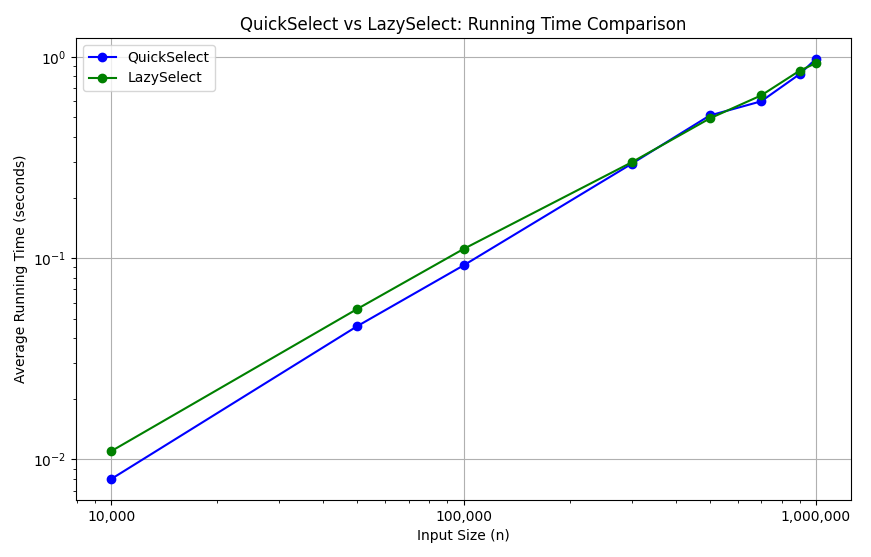 QuickSelect vs LazySelect: Running Time Comparison
QuickSelect
LazySelect
Average Running Time (seconds)
10⁰
10⁻¹
10⁻²
10,000
100,000
1,000,000
Input Size (n)